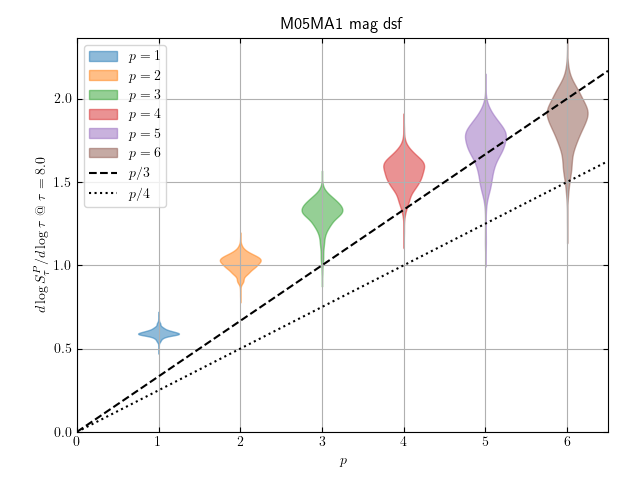 M05MA1 mag dsf
p = 1
p = 2
p = 3
p = 4
p = 5
p = 6
p/3
p/4
d log S_τ^P / d log τ @ τ = 8.0
2.0
1.5
1.0
0.5
0.0
0 1 2 3 4 5 6
p